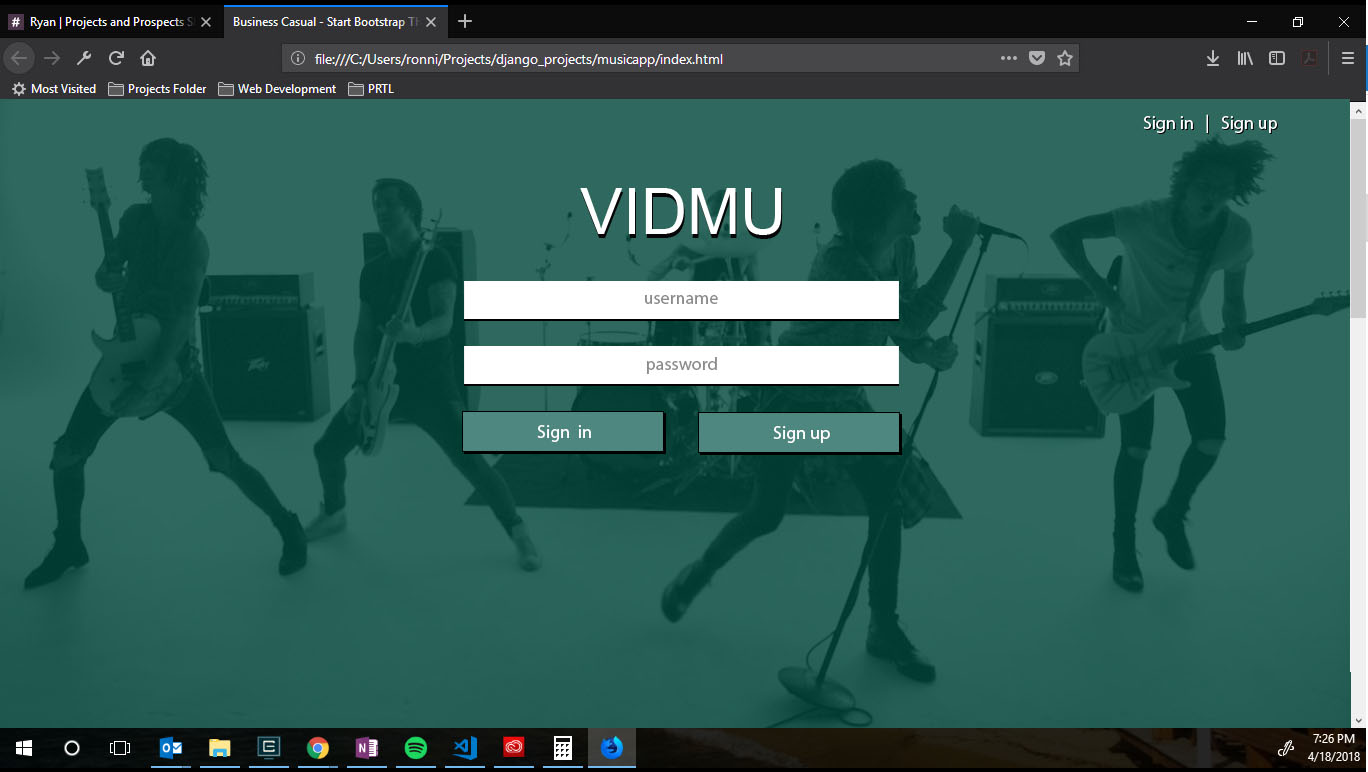 # Ryan | Projects and Prospects S
Business Casual - Start Bootstrap Th
file:///C:/Users/ronni/Projects/django_projects/musicapp/index.html
Most Visited
Projects Folder
Web Development
PRTL
Sign in | Sign up
VIDMU
username
password
Sign  in
Sign up
7:26 PM
4/18/2018